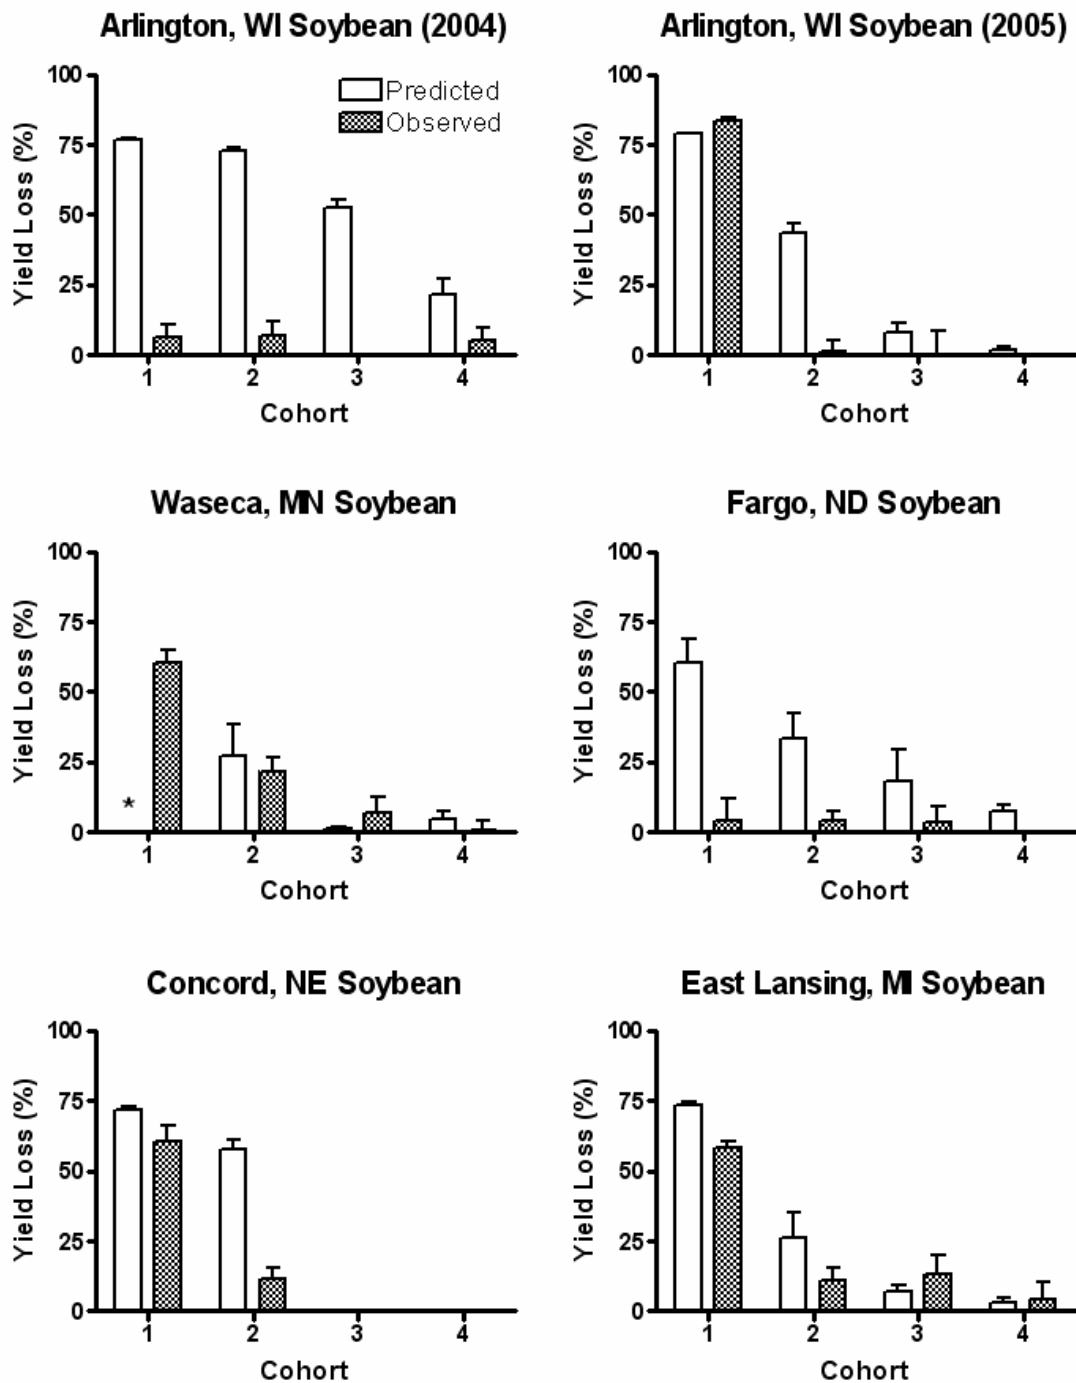 Arlington, WI Soybean (2004)
100
75
50
25
0
Yield Loss (%)
Predicted
Observed
1 2 3 4
Cohort
Arlington, WI Soybean (2005)
100
75
50
25
0
Yield Loss (%)
1 2 3 4
Cohort
Waseca, MN Soybean
100
75
50
25
0
Yield Loss (%)
*
1 2 3 4
Cohort
Fargo, ND Soybean
100
75
50
25
0
Yield Loss (%)
1 2 3 4
Cohort
Concord, NE Soybean
100
75
50
25
0
Yield Loss (%)
1 2 3 4
Cohort
East Lansing, MI Soybean
100
75
50
25
0
Yield Loss (%)
1 2 3 4
Cohort